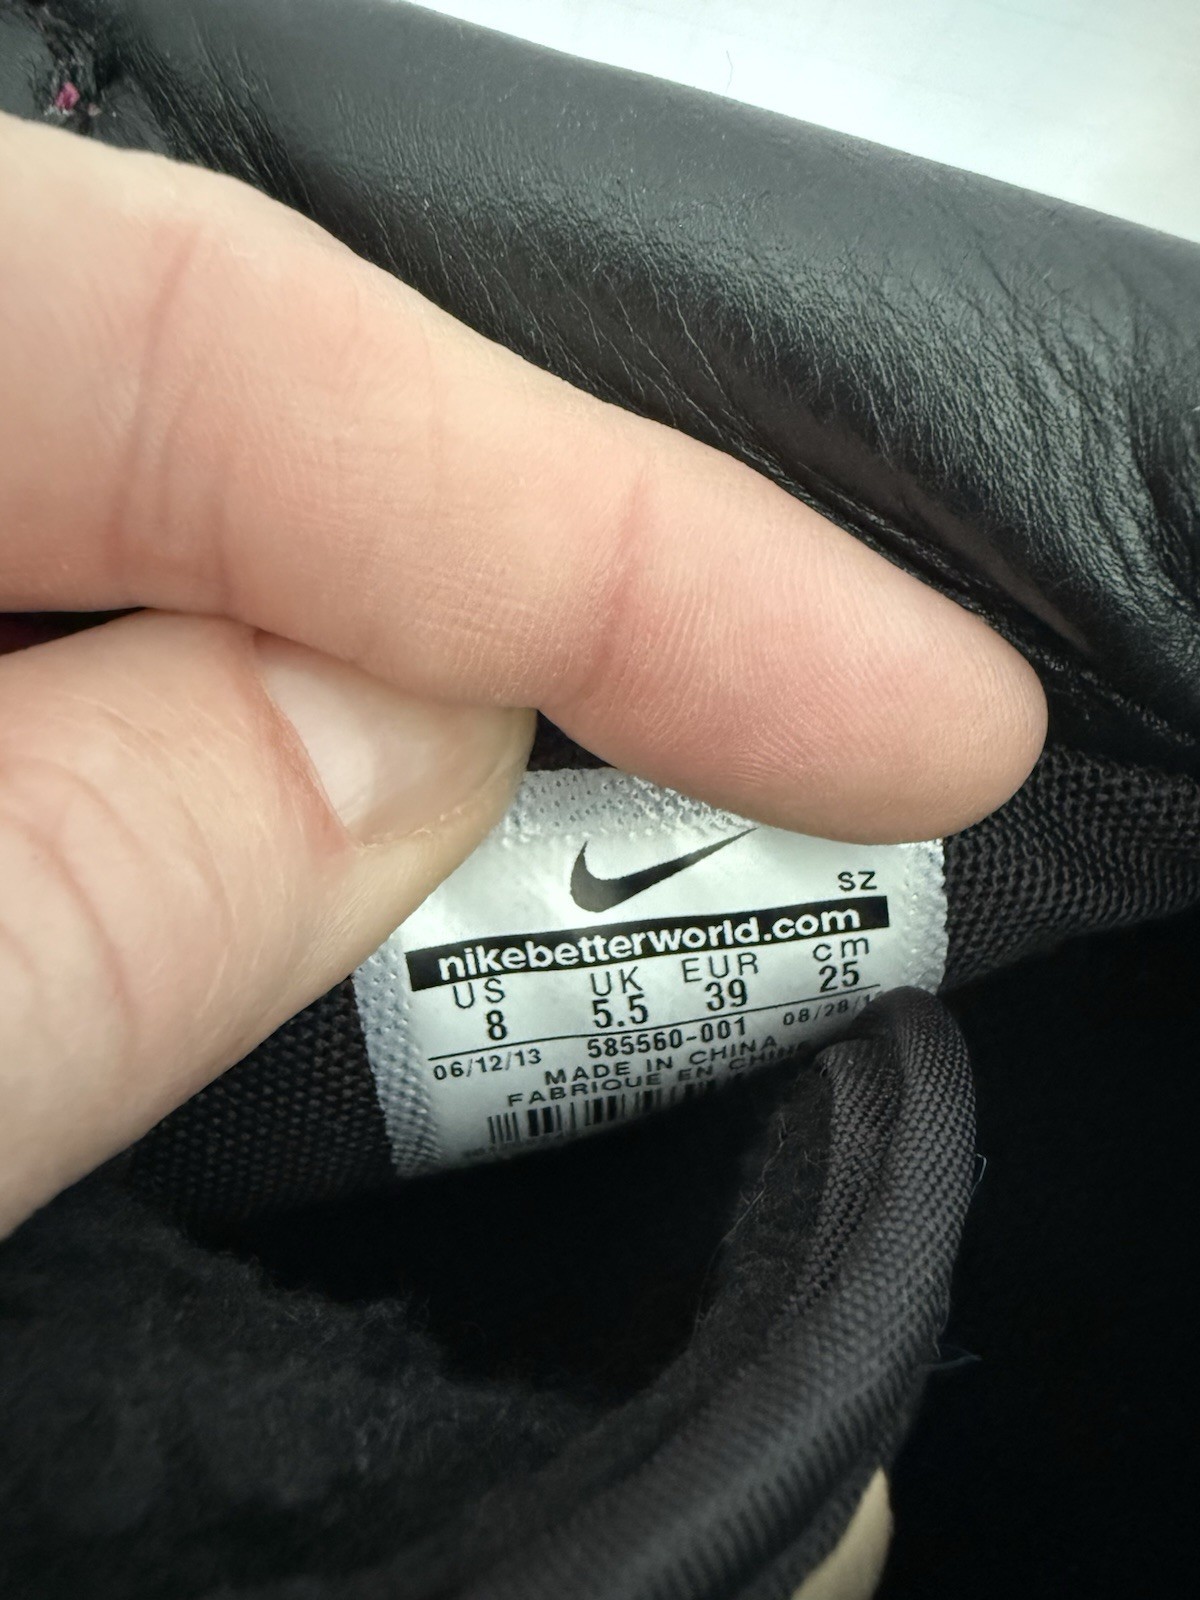 SZ
nikebetterworld.com
US UK EUR cm
8 5.5 39 25
06/12/13 585560-001
MADE IN CHINA
FABRIQUE EN